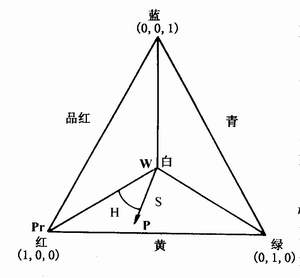 蓝
(0, 0, 1)
品红
青
W 白
H
S
P
Pr
红
(1, 0, 0)
黄
绿
(0, 1, 0)